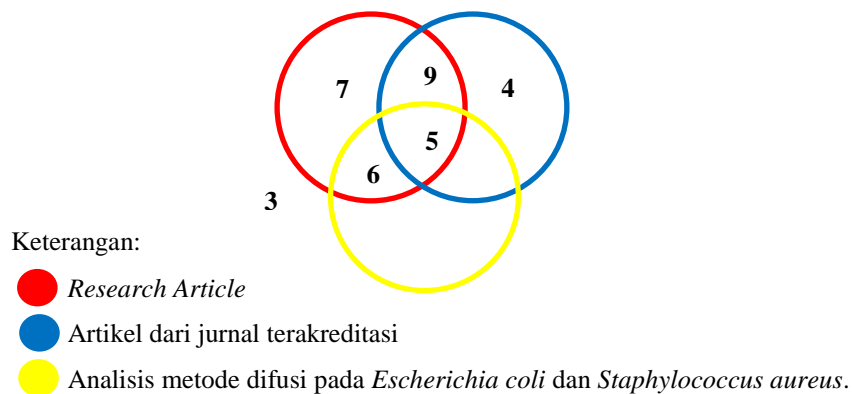 7
9
4
5
6
3
Keterangan:
Research Article
Artikel dari jurnal terakreditasi
Analisis metode difusi pada Escherichia coli dan Staphylococcus aureus.